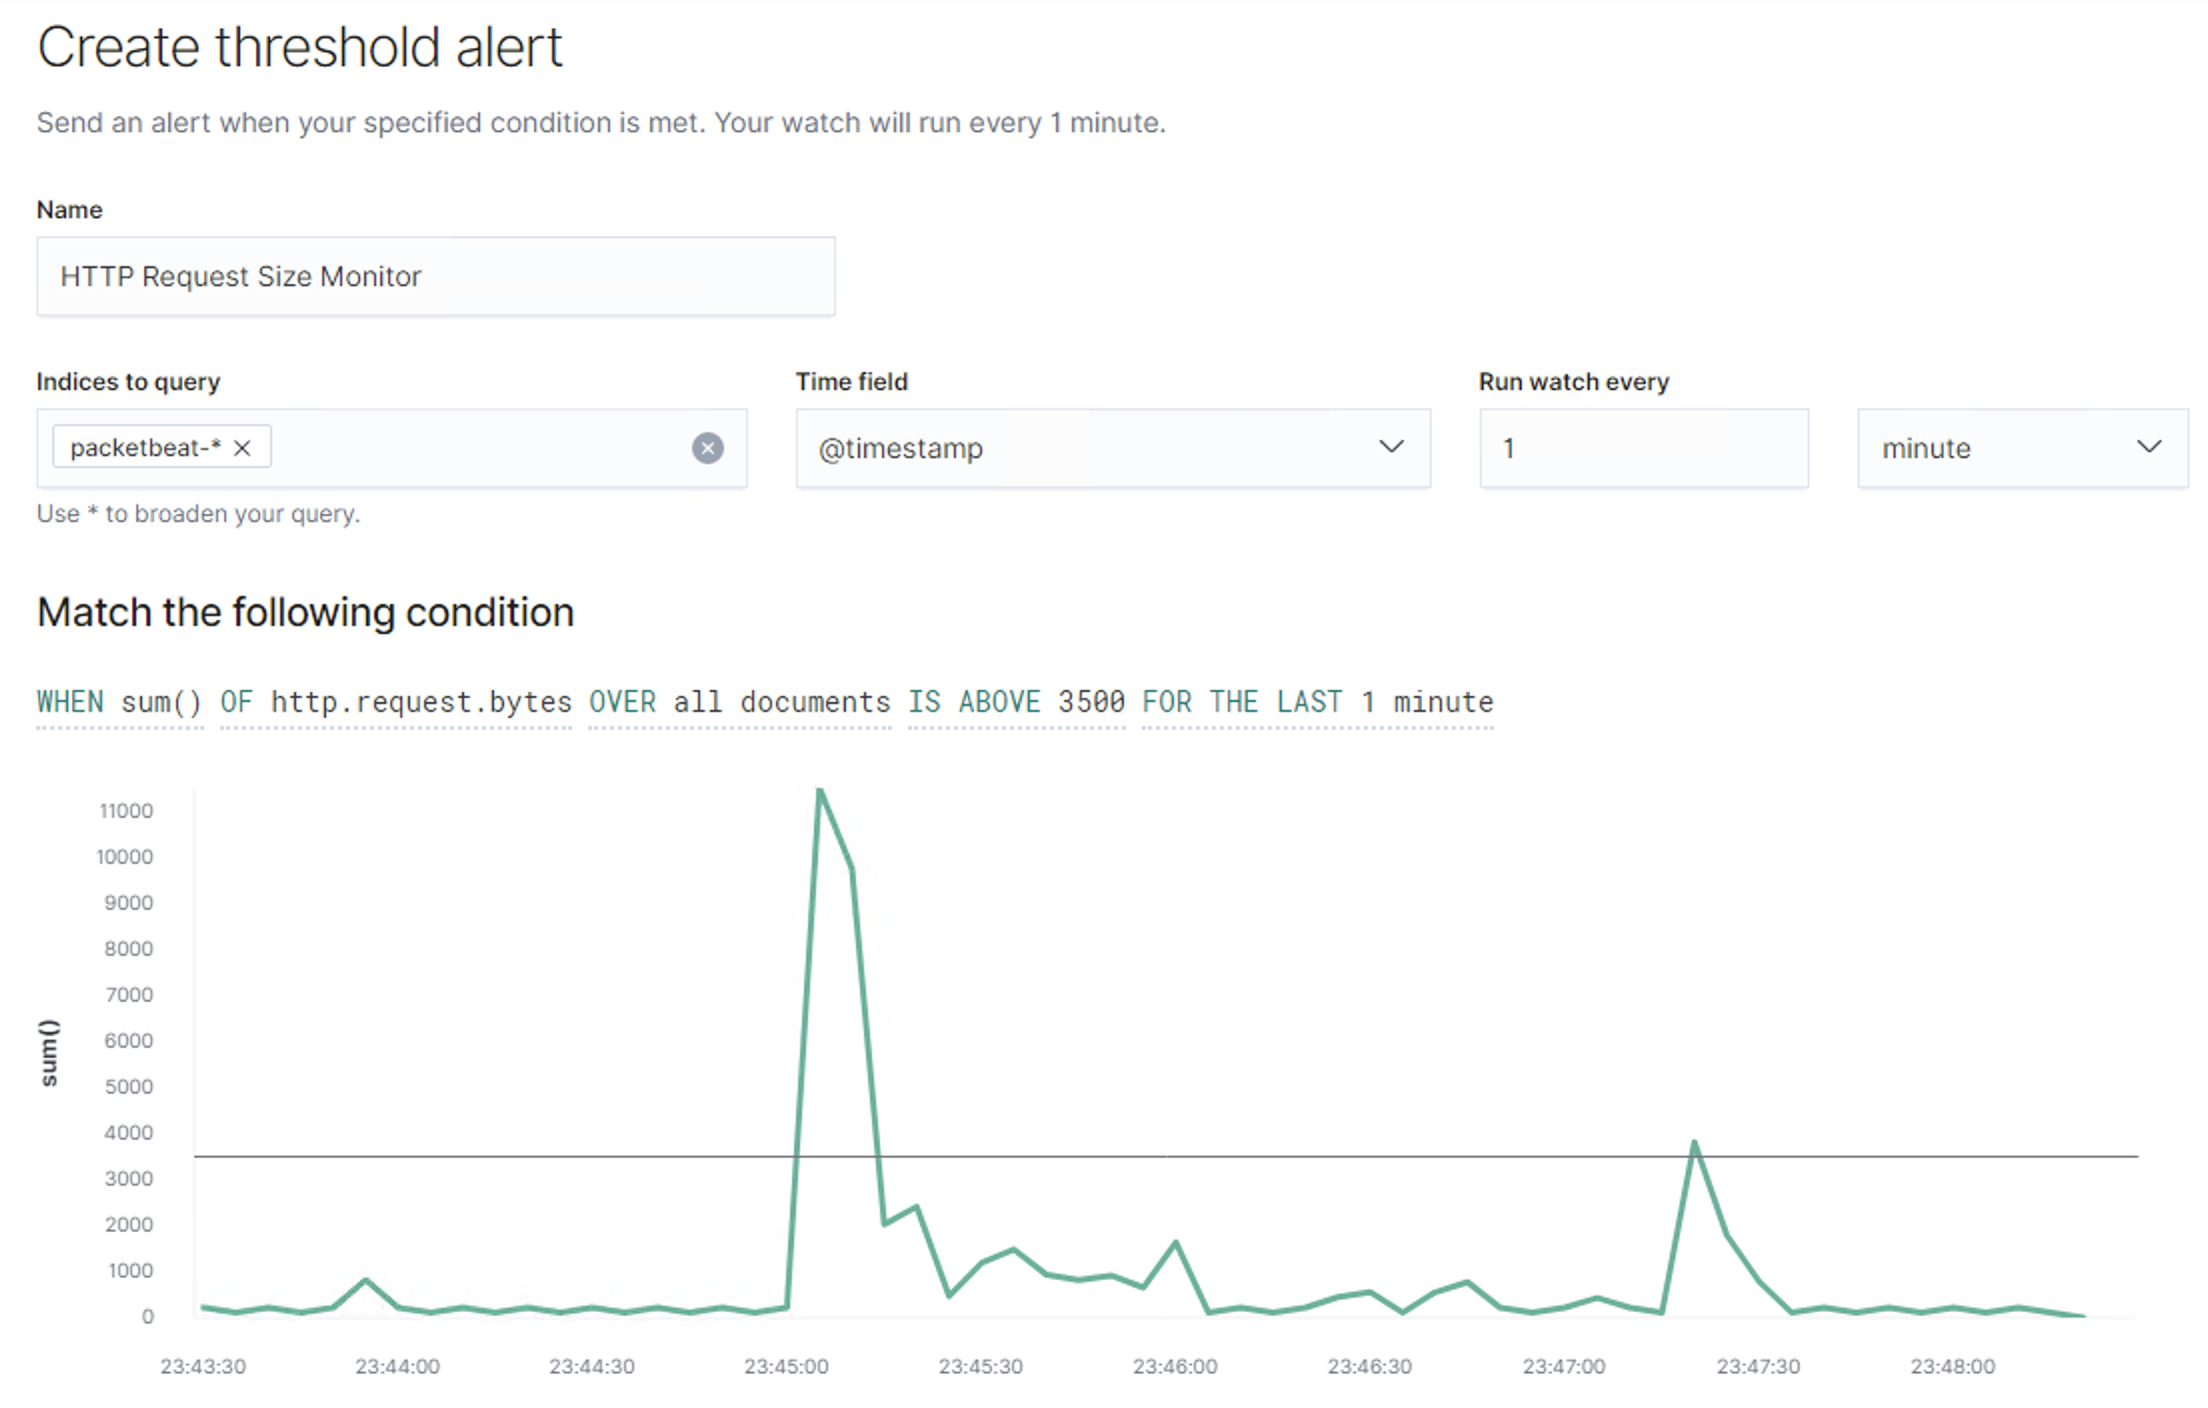 Create threshold alert
Send an alert when your specified condition is met. Your watch will run every 1 minute.
Name
HTTP Request Size Monitor
Indices to query
Time field
Run watch every
packetbeat-*
@timestamp
1
minute
Use * to broaden your query.
Match the following condition
WHEN sum() OF http.request.bytes OVER all documents IS ABOVE 3500 FOR THE LAST 1 minute
11000
10000
9000
8000
7000
6000
5000
4000
3000
2000
1000
0
sum()
23:43:30 23:44:00 23:44:30 23:45:00 23:45:30 23:46:00 23:46:30 23:47:00 23:47:30 23:48:00